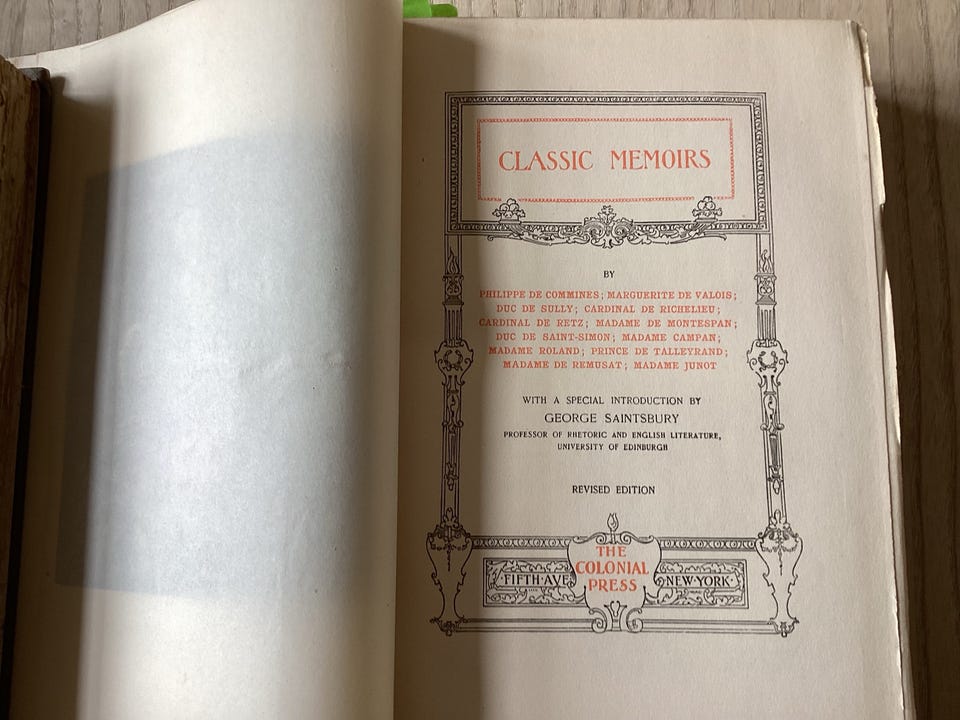 CLASSIC MEMOIRS
BY
PHILIPPE DE COMMINES; MARGUERITE DE VALOIS;
DUC DE SULLY; CARDINAL DE RICHELIEU;
CARDINAL DE RETZ; MADAME DE MONTESPAN;
DUC DE SAINT-SIMON; MADAME CAMPAN;
MADAME ROLAND; PRINCE DE TALLEYRAND;
MADAME DE REMUSAT; MADAME JUNOT
WITH A SPECIAL INTRODUCTION BY
GEORGE SAINTSBURY
PROFESSOR OF RHETORIC AND ENGLISH LITERATURE,
UNIVERSITY OF EDINBURGH
REVISED EDITION
THE
COLONIAL
PRESS
FIFTH·AVE. NEW·YORK·